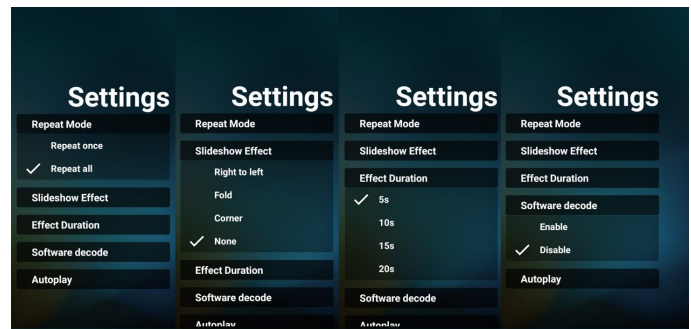 Settings
Repeat Mode
Repeat once
Repeat all
Slideshow Effect
Effect Duration
Software decode
Autoplay
Settings
Repeat Mode
Slideshow Effect
Right to left
Fold
Corner
None
Effect Duration
Software decode
Autoplay
Settings
Repeat Mode
Slideshow Effect
Effect Duration
5s
10s
15s
20s
Software decode
Autoplay
Settings
Repeat Mode
Slideshow Effect
Effect Duration
Software decode
Enable
Disable
Autoplay